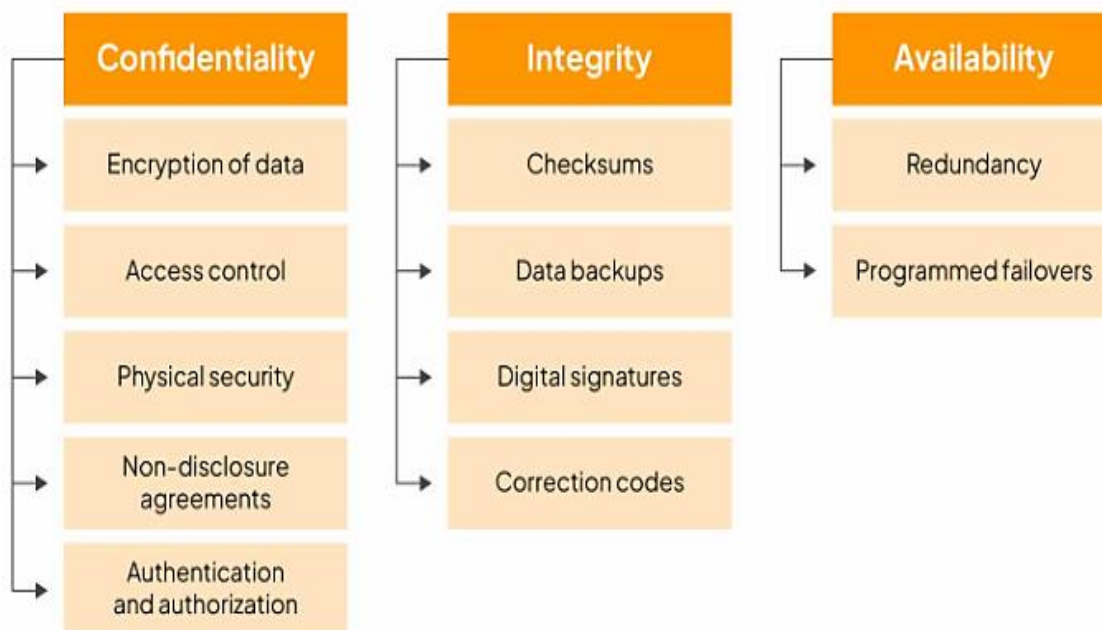 Confidentiality
Encryption of data
Access control
Physical security
Non-disclosure
agreements
Authentication
and authorization
Integrity
Checksums
Data backups
Digital signatures
Correction codes
Availability
Redundancy
Programmed failovers